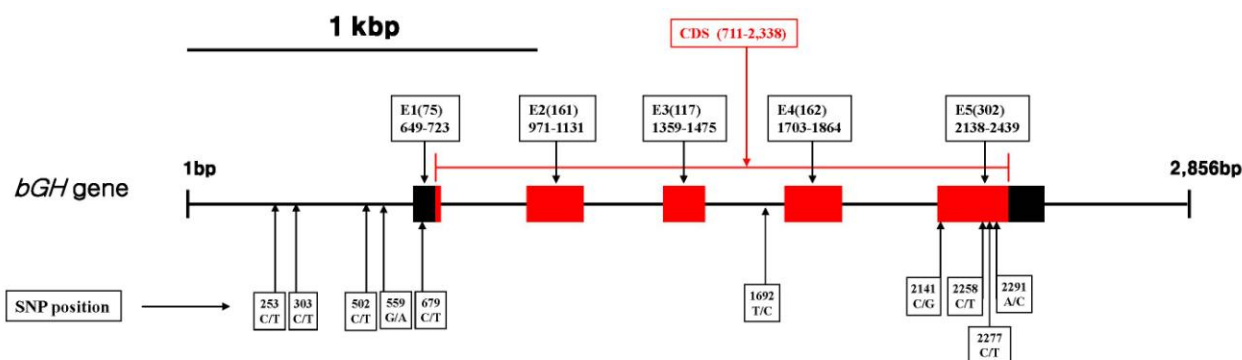 1 kbp
CDS (711-2,338)
E1(75)
649-723
E2(161)
971-1131
E3(117)
1359-1475
E4(162)
1703-1864
E5(302)
2138-2439
1bp
2,856bp
bGH gene
SNP position
253
C/T
303
C/T
502
C/T
559
G/A
679
C/T
1692
T/C
2141
C/G
2258
C/T
2291
A/C
2277
C/T